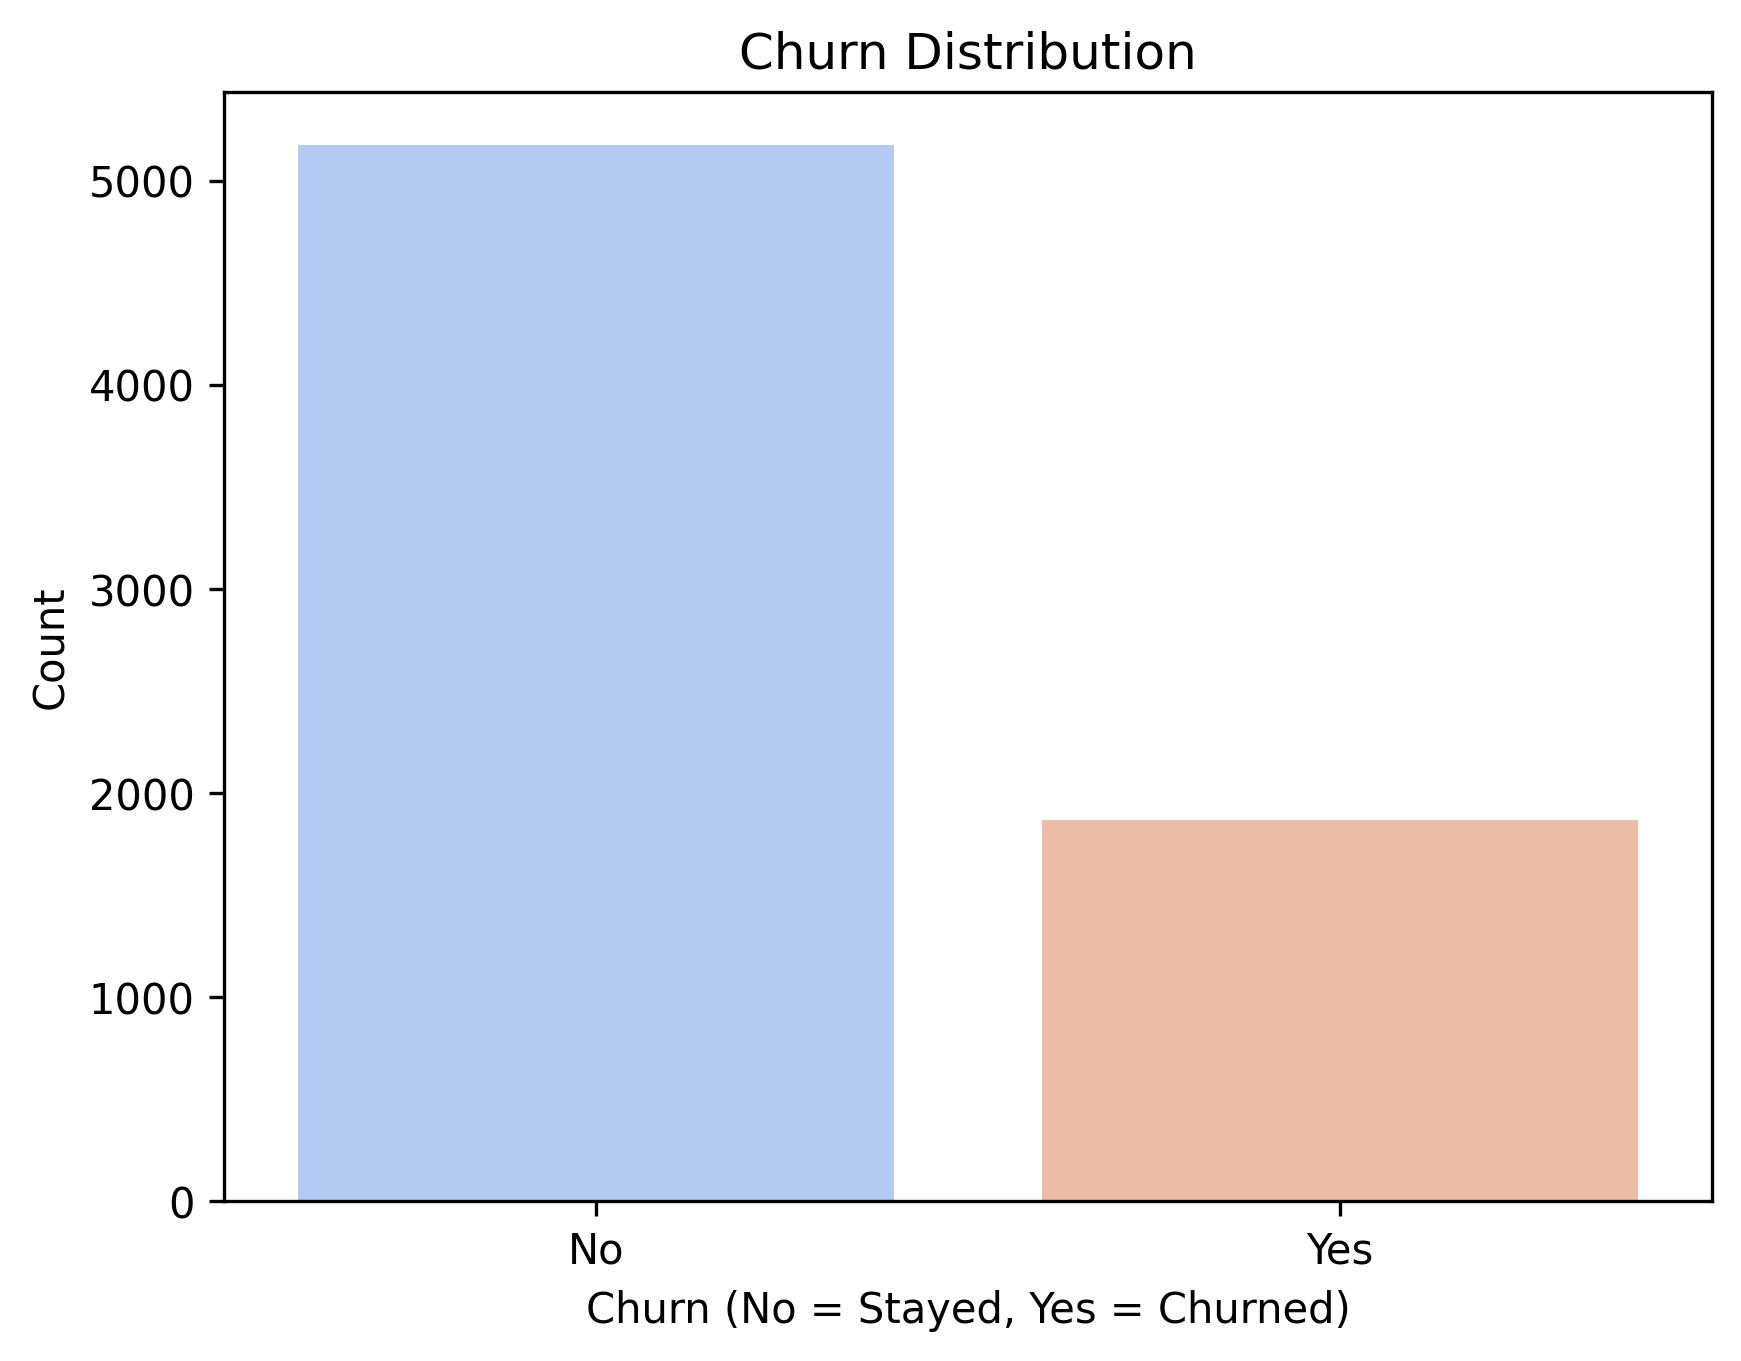 Churn Distribution
5000
4000
3000
2000
1000
0
Count
No
Yes
Churn (No = Stayed, Yes = Churned)